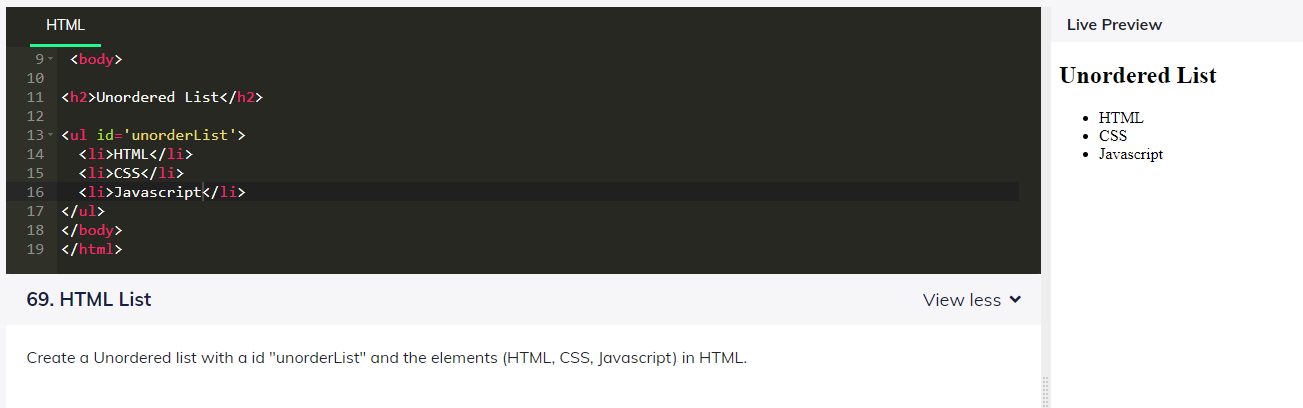 HTML
Live Preview
9 <body>
10
11 <h2>Unordered List</h2>
12
13 <ul id='unorderList'>
14 <li>HTML</li>
15 <li>CSS</li>
16 <li>Javascript</li>
17 </ul>
18 </body>
19 </html>
Unordered List
• HTML
• CSS
• Javascript
69. HTML List
View less
Create a Unordered list with a id "unorderList" and the elements (HTML, CSS, Javascript) in HTML.